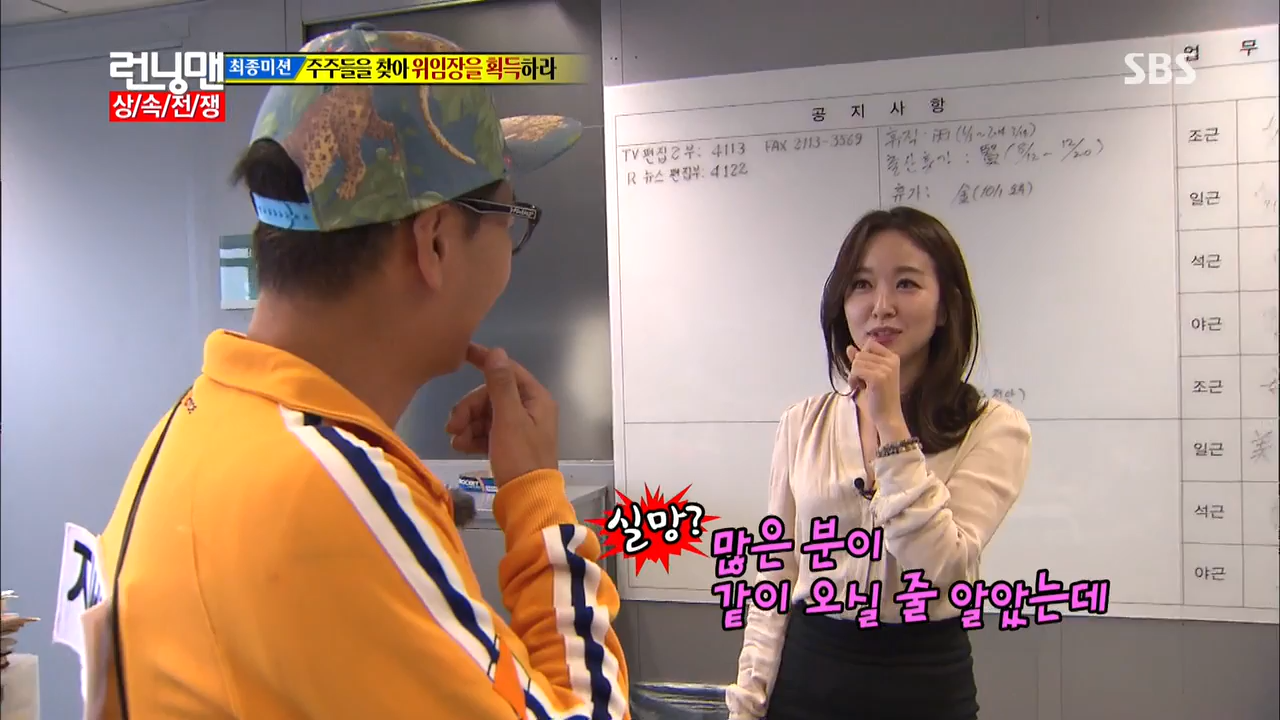 런닝맨
상/속/전/쟁
최종미션 주주들을 찾아 위임장을 획득하라
SBS
업 무
공 지 사 항
TV편집2부: 4113 FAX 2113-3569
R 뉴스 편집부: 4122
휴가:
조근
일근
석근
야근
조근
일근
석근
야근
실망?
많은 분이
같이 오실 줄 알았는데